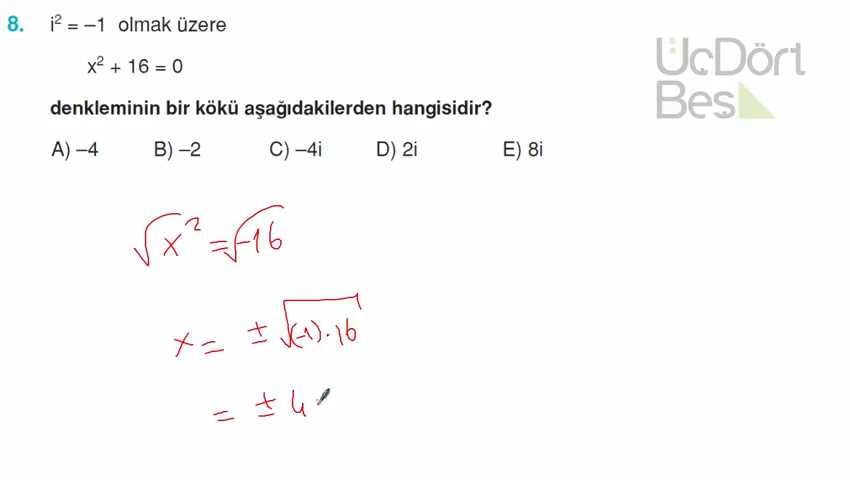 8. i² = –1 olmak üzere
ÜçDört
x² + 16 = 0
Beş
denkleminin bir kökü aşağıdakilerden hangisidir?
A) –4 B) –2 C) –4i D) 2i E) 8i
√x² = √-16
x = ± √(-1)·16
= ± 4